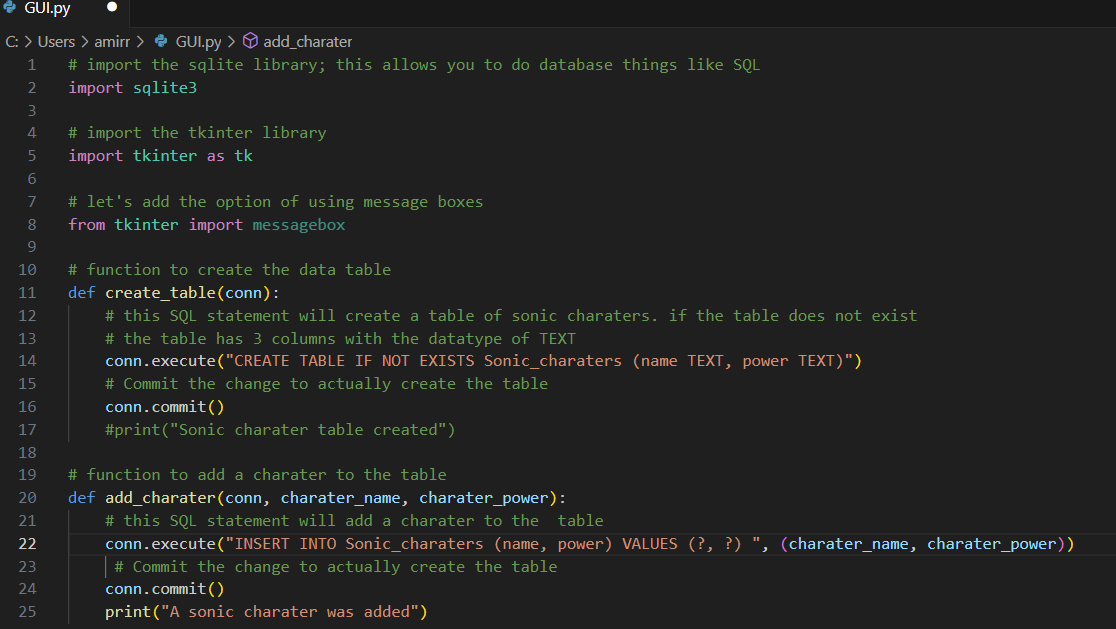 GUI.py
C: > Users > amirr > GUI.py > add_charater
1 # import the sqlite library; this allows you to do database things like SQL
2 import sqlite3
3
4 # import the tkinter library
5 import tkinter as tk
6
7 # let's add the option of using message boxes
8 from tkinter import messagebox
9
10 # function to create the data table
11 def create_table(conn):
12     # this SQL statement will create a table of sonic charaters. if the table does not exist
13     # the table has 3 columns with the datatype of TEXT
14     conn.execute("CREATE TABLE IF NOT EXISTS Sonic_charaters (name TEXT, power TEXT)")
15     # Commit the change to actually create the table
16     conn.commit()
17     #print("Sonic charater table created")
18
19 # function to add a charater to the table
20 def add_charater(conn, charater_name, charater_power):
21     # this SQL statement will add a charater to the  table
22     conn.execute("INSERT INTO Sonic_charaters (name, power) VALUES (?, ?) ", (charater_name, charater_power))
23      # Commit the change to actually create the table
24     conn.commit()
25     print("A sonic charater was added")